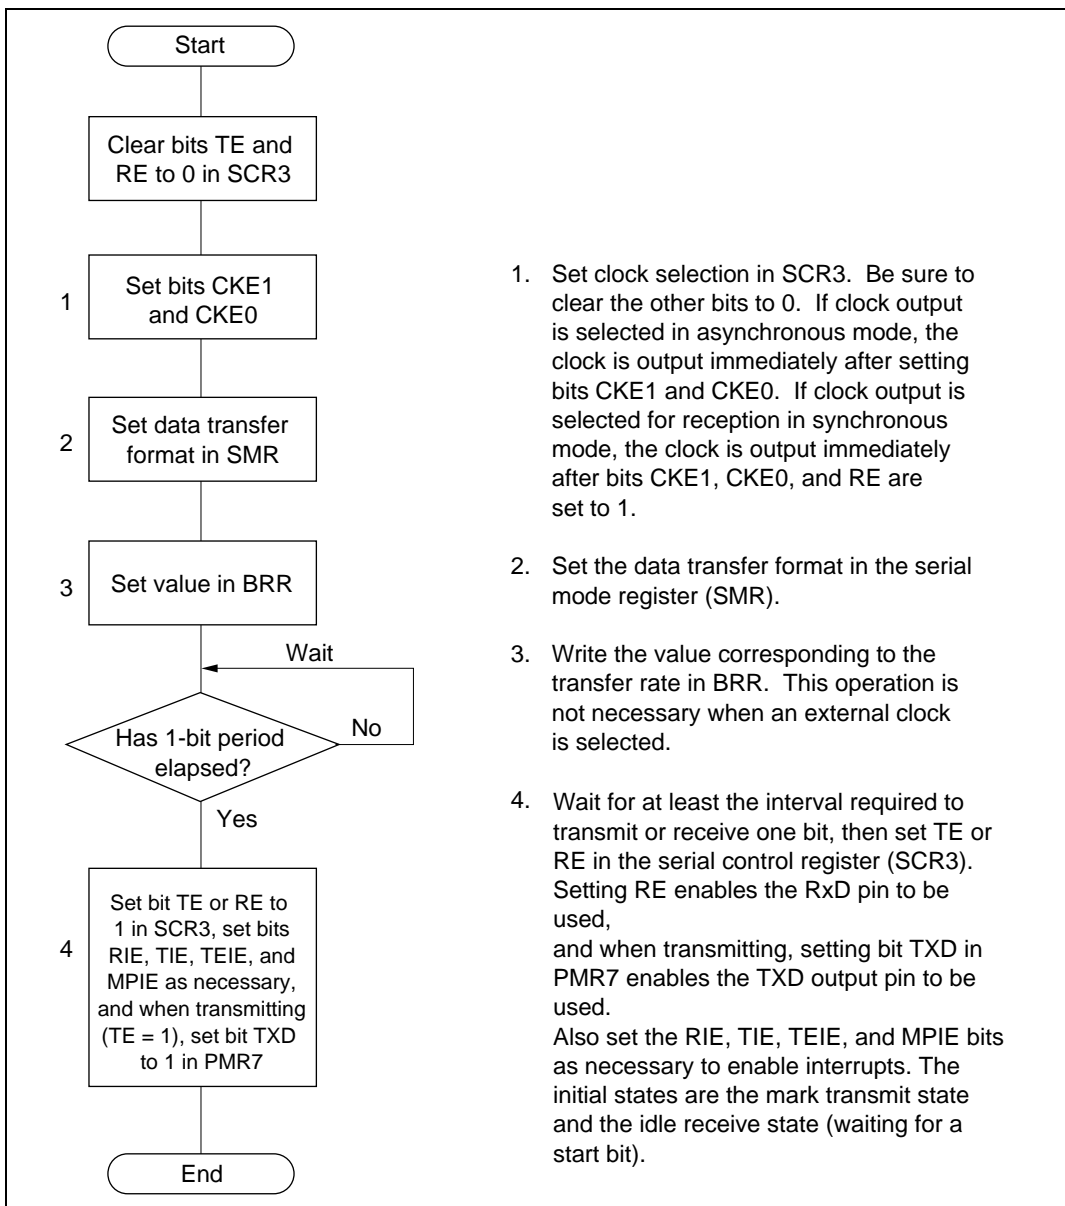 Start
Clear bits TE and
RE to 0 in SCR3
1
Set bits CKE1
and CKE0
2
Set data transfer
format in SMR
3
Set value in BRR
Wait
Has 1-bit period
elapsed?
No
Yes
4
Set bit TE or RE to
1 in SCR3, set bits
RIE, TIE, TEIE, and
MPIE as necessary,
and when transmitting
(TE = 1), set bit TXD
to 1 in PMR7
End
1. Set clock selection in SCR3. Be sure to
clear the other bits to 0. If clock output
is selected in asynchronous mode, the
clock is output immediately after setting
bits CKE1 and CKE0. If clock output is
selected for reception in synchronous
mode, the clock is output immediately
after bits CKE1, CKE0, and RE are
set to 1.
2. Set the data transfer format in the serial
mode register (SMR).
3. Write the value corresponding to the
transfer rate in BRR. This operation is
not necessary when an external clock
is selected.
4. Wait for at least the interval required to
transmit or receive one bit, then set TE or
RE in the serial control register (SCR3).
Setting RE enables the RxD pin to be
used,
and when transmitting, setting bit TXD in
PMR7 enables the TXD output pin to be
used.
Also set the RIE, TIE, TEIE, and MPIE bits
as necessary to enable interrupts. The
initial states are the mark transmit state
and the idle receive state (waiting for a
start bit).